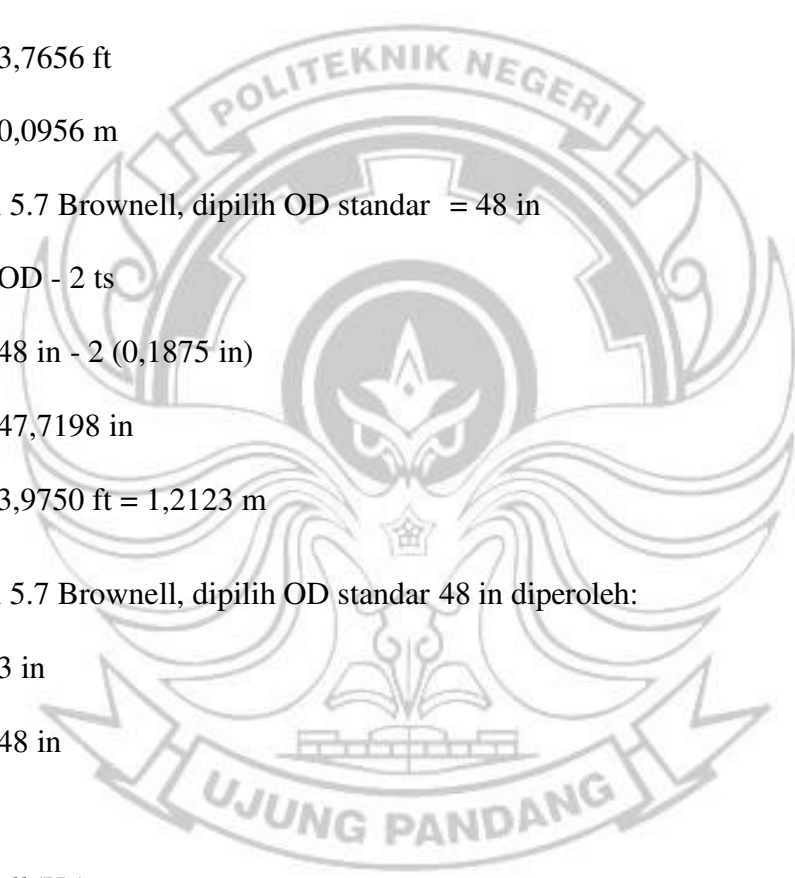 3,7656 ft
0,0956 m
POLITEKNIK NEGERI
5.7 Brownell, dipilih OD standar = 48 in
OD - 2 ts
48 in - 2 (0,1875 in)
47,7198 in
3,9750 ft = 1,2123 m
5.7 Brownell, dipilih OD standar 48 in diperoleh:
3 in
48 in
UJUNG PANDANG